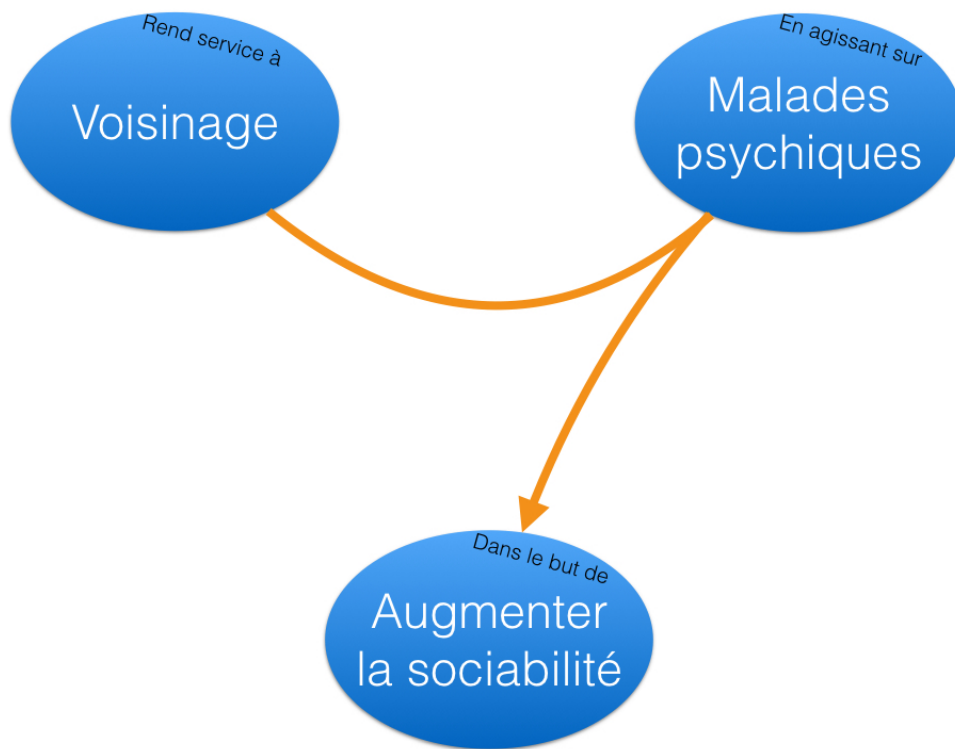 Rend service à
Voisinage
En agissant sur
Malades
psychiques
Dans le but de
Augmenter
la sociabilité